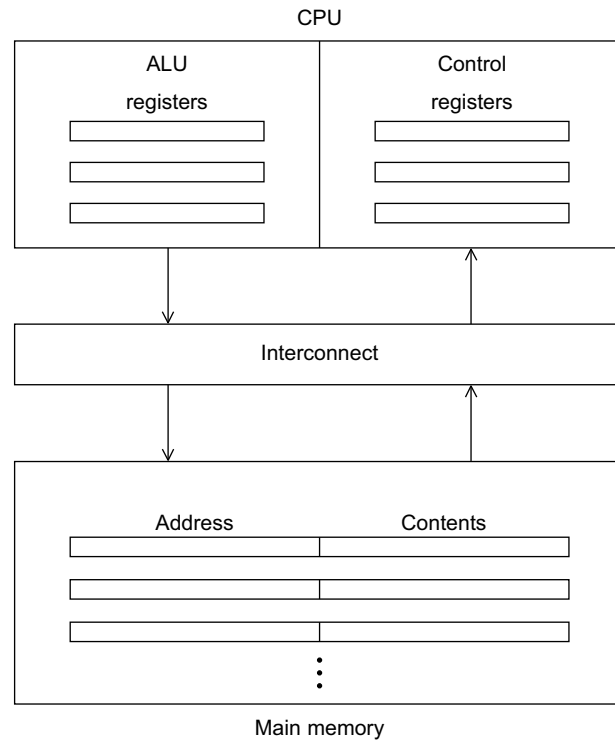 CPU
ALU
Control
registers
registers
Interconnect
Address
Contents
Main memory